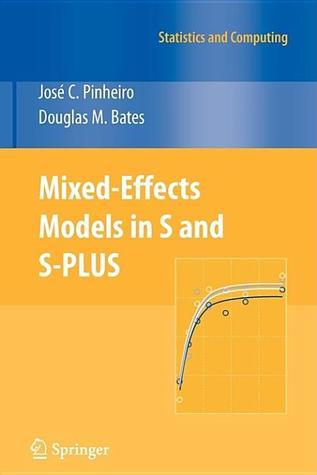 Statistics and Computing
José C. Pinheiro
Douglas M. Bates
Mixed-Effects
Models in S and
S-PLUS
Springer